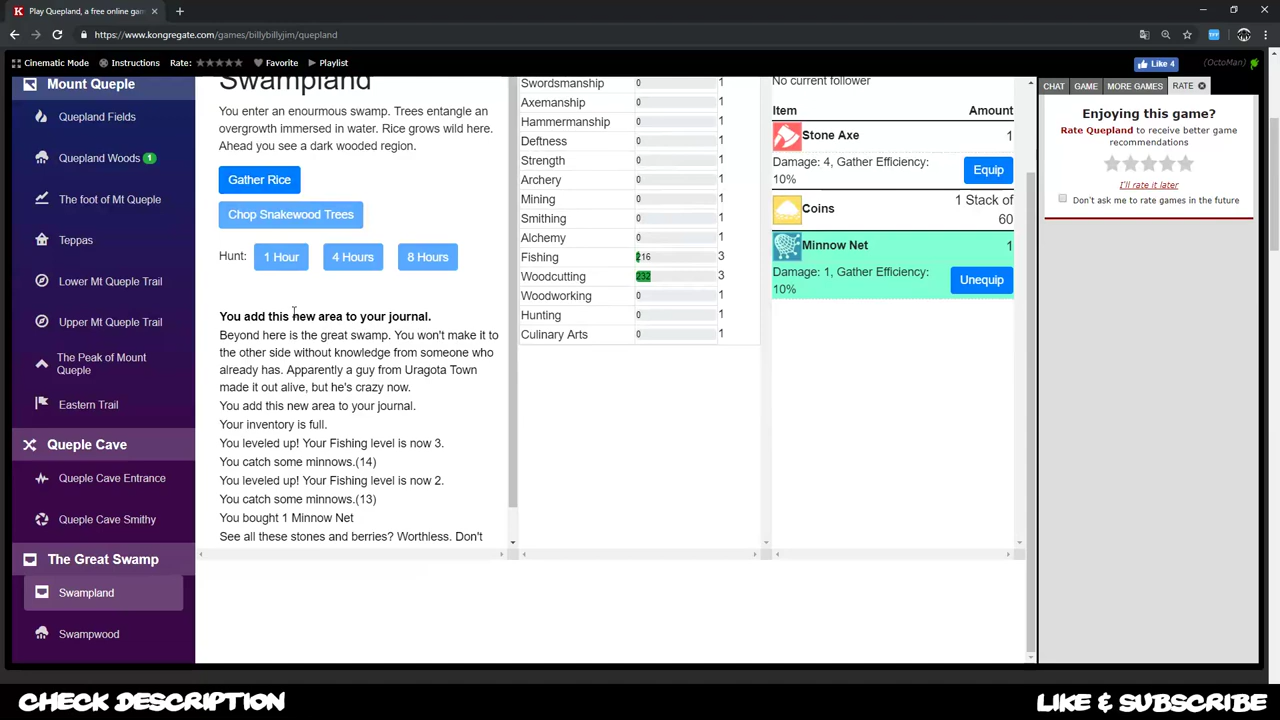 Play Quepland, a free online gam
https://www.kongregate.com/games/billybillyjim/quepland
Cinematic Mode
Instructions
Rate:
Favorite
Playlist
Like 4
(OctoMan)
Mount Queple
Quepland Fields
Quepland Woods 1
The foot of Mt Queple
Teppas
Lower Mt Queple Trail
Upper Mt Queple Trail
The Peak of Mount
Queple
Eastern Trail
Queple Cave
Queple Cave Entrance
Queple Cave Smithy
The Great Swamp
Swampland
Swampwood
Swampland
You enter an enourmous swamp. Trees entangle an
overgrowth immersed in water. Rice grows wild here.
Ahead you see a dark wooded region.
Gather Rice
Chop Snakewood Trees
Hunt: 1 Hour 4 Hours 8 Hours
You add this new area to your journal.
Beyond here is the great swamp. You won't make it to
the other side without knowledge from someone who
already has. Apparently a guy from Uragota Town
made it out alive, but he's crazy now.
You add this new area to your journal.
Your inventory is full.
You leveled up! Your Fishing level is now 3.
You catch some minnows.(14)
You leveled up! Your Fishing level is now 2.
You catch some minnows.(13)
You bought 1 Minnow Net
See all these stones and berries? Worthless. Don't
Swordsmanship 0 1
Axemanship 0 1
Hammermanship 0 1
Deftness 0 1
Strength 0 1
Archery 0 1
Mining 0 1
Smithing 0 1
Alchemy 0 1
Fishing 216 3
Woodcutting 232 3
Woodworking 0 1
Hunting 0 1
Culinary Arts 0 1
No current follower
Item Amount
Stone Axe 1
Damage: 4, Gather Efficiency:
10%
Equip
Coins 1 Stack of
60
Minnow Net 1
Damage: 1, Gather Efficiency:
10%
Unequip
CHAT GAME MORE GAMES RATE
Enjoying this game?
Rate Quepland to receive better game
recommendations
I'll rate it later
Don't ask me to rate games in the future
CHECK DESCRIPTION
LIKE & SUBSCRIBE